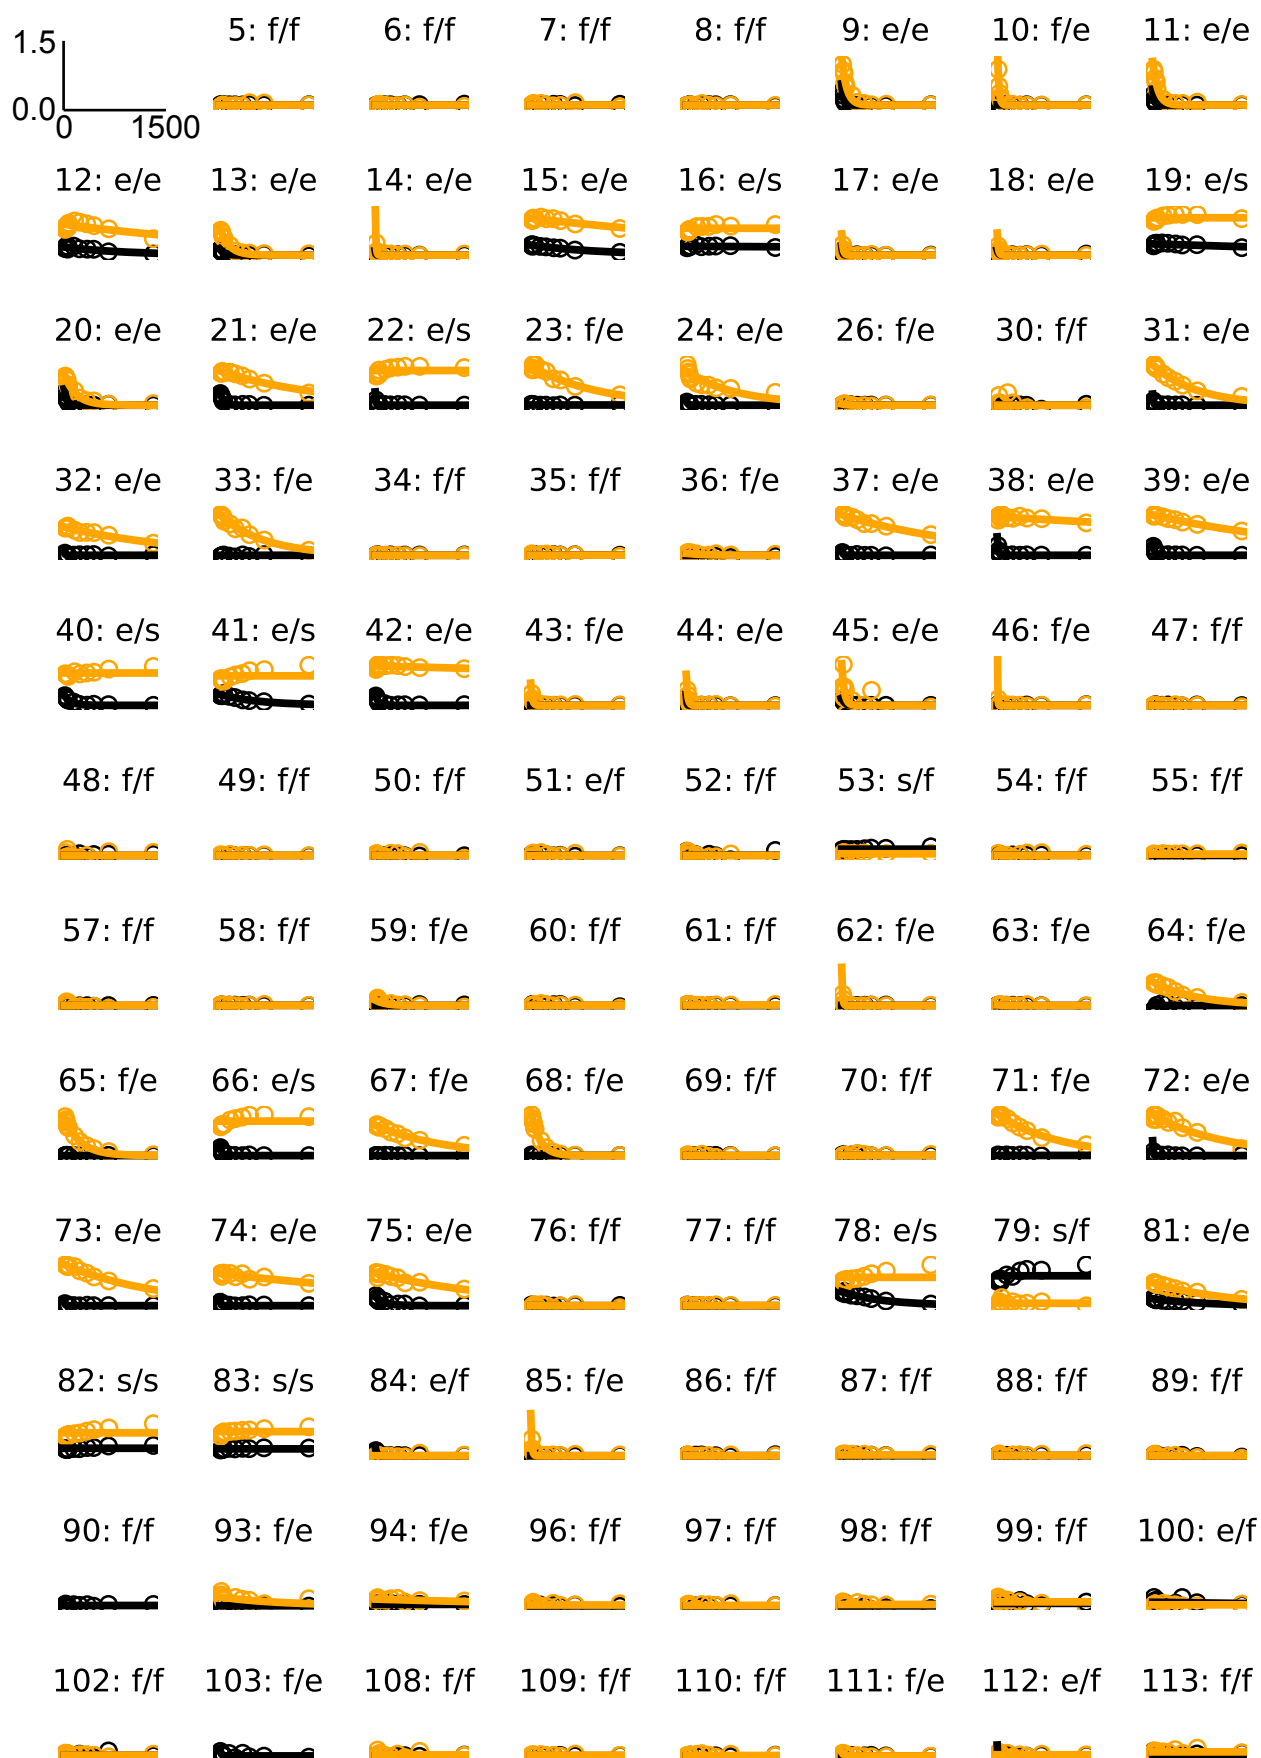 5: f/f 6: f/f 7: f/f 8: f/f 9: e/e 10: f/e 11: e/e
1.5
0.0
0 1500
12: e/e 13: e/e 14: e/e 15: e/e 16: e/s 17: e/e 18: e/e 19: e/s
20: e/e 21: e/e 22: e/s 23: f/e 24: e/e 26: f/e 30: f/f 31: e/e
32: e/e 33: f/e 34: f/f 35: f/f 36: f/e 37: e/e 38: e/e 39: e/e
40: e/s 41: e/s 42: e/e 43: f/e 44: e/e 45: e/e 46: f/e 47: f/f
48: f/f 49: f/f 50: f/f 51: e/f 52: f/f 53: s/f 54: f/f 55: f/f
57: f/f 58: f/f 59: f/e 60: f/f 61: f/f 62: f/e 63: f/e 64: f/e
65: f/e 66: e/s 67: f/e 68: f/e 69: f/f 70: f/f 71: f/e 72: e/e
73: e/e 74: e/e 75: e/e 76: f/f 77: f/f 78: e/s 79: s/f 81: e/e
82: s/s 83: s/s 84: e/f 85: f/e 86: f/f 87: f/f 88: f/f 89: f/f
90: f/f 93: f/e 94: f/e 96: f/f 97: f/f 98: f/f 99: f/f 100: e/f
102: f/f 103: f/e 108: f/f 109: f/f 110: f/f 111: f/e 112: e/f 113: f/f